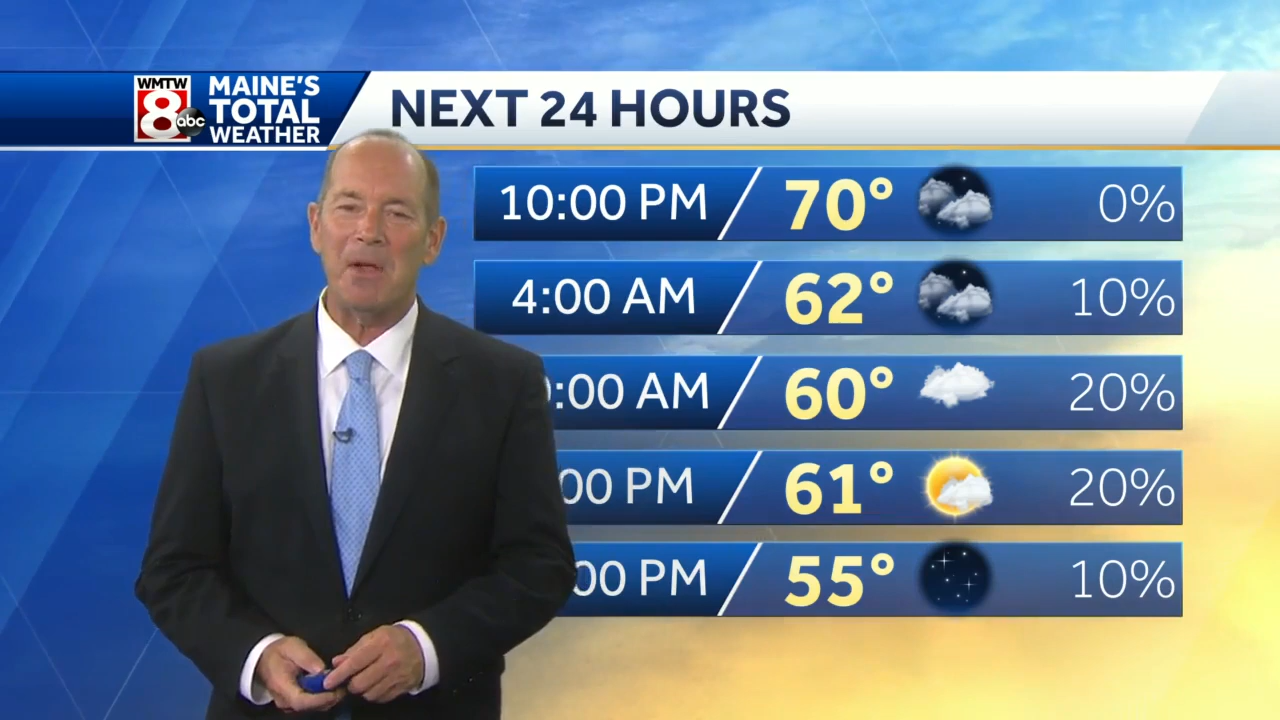 WMTW
8
abc
MAINE'S
TOTAL
WEATHER
NEXT 24 HOURS
10:00 PM 70° 0%
4:00 AM 62° 10%
:00 AM 60° 20%
00 PM 61° 20%
00 PM 55° 10%